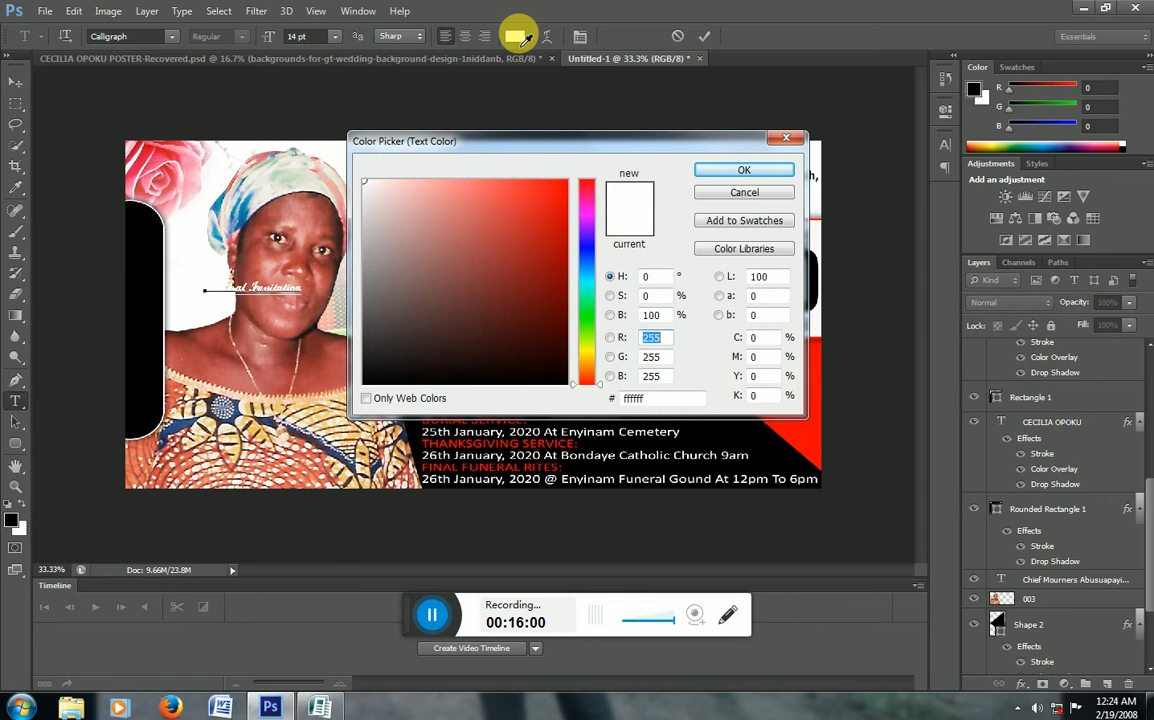 Ps File Edit Image Layer Type Select Filter 3D View Window Help
T Calligraph Regular 14 pt Sharp Essentials
CECILIA OPOKU POSTER-Recovered.psd @ 16.7% (backgrounds-for-gt-wedding-background-design-1niddanb, RGB/8) * × Untitled-1 @ 33.3% (RGB/8) * ×
Color Swatches
R 0
G 0
B 0
Adjustments Styles
Add an adjustment
Layers Channels Paths
Kind
Normal Opacity: 100%
Lock: Fill: 100%
Stroke
Color Overlay
Drop Shadow
Rectangle 1
CECILIA OPOKU fx
Effects
Stroke
Color Overlay
Drop Shadow
Rounded Rectangle 1 fx
Effects
Stroke
Drop Shadow
Chief Mourners Abusuapayi...
003
Shape 2 fx
Effects
Stroke
Color Picker (Text Color)
new
current
OK
Cancel
Add to Swatches
Color Libraries
H: 0 °
S: 0 %
B: 100 %
R: 255
G: 255
B: 255
L: 100
a: 0
b: 0
C: 0 %
M: 0 %
Y: 0 %
K: 0 %
# ffffff
Only Web Colors
25th January, 2020 At Enyinam Cemetery
THANKSGIVING SERVICE:
26th January, 2020 At Bondaye Catholic Church 9am
FINAL FUNERAL RITES:
26th January, 2020 @ Enyinam Funeral Gound At 12pm To 6pm
33.33% Doc: 9.66M/23.8M
Timeline
Recording...
00:16:00
Create Video Timeline
12:24 AM
2/19/2008